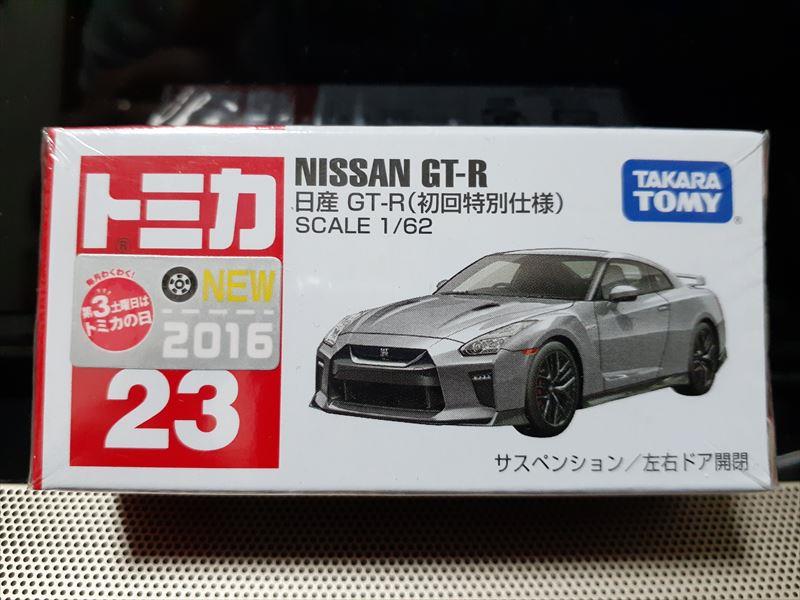 トミカ
®
毎月わくわく!
第3土曜日は
トミカの日
NEW
2016
23
NISSAN GT-R
日産 GT-R(初回特別仕様)
SCALE 1/62
TAKARA
TOMY
®
サスペンション/左右ドア開閉